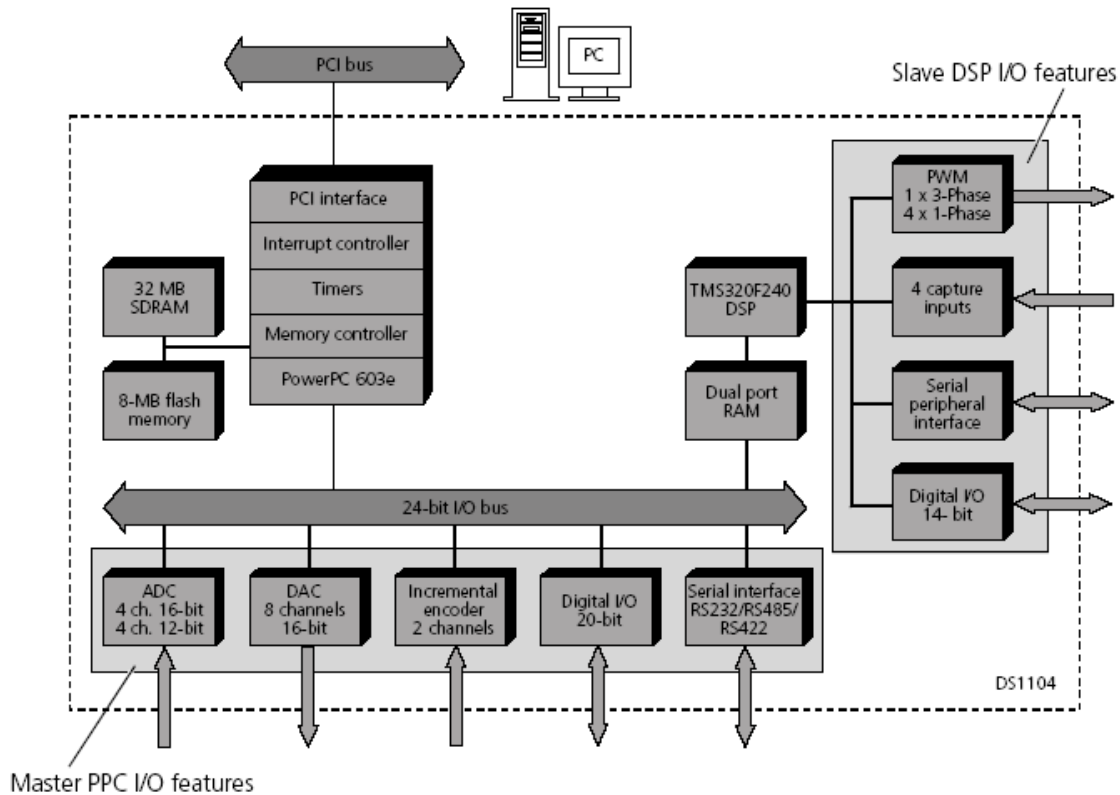 PCI bus
PC
Slave DSP I/O features
PCI interface
Interrupt controller
Timers
Memory controller
PowerPC 603e
32 MB
SDRAM
8-MB flash
memory
TMS320F240
DSP
Dual port
RAM
PWM
1 x 3-Phase
4 x 1-Phase
4 capture
inputs
Serial
peripheral
interface
Digital I/O
14- bit
24-bit I/O bus
ADC
4 ch. 16-bit
4 ch. 12-bit
DAC
8 channels
16-bit
Incremental
encoder
2 channels
Digital I/O
20-bit
Serial interface
RS232/RS485/
RS422
DS1104
Master PPC I/O features